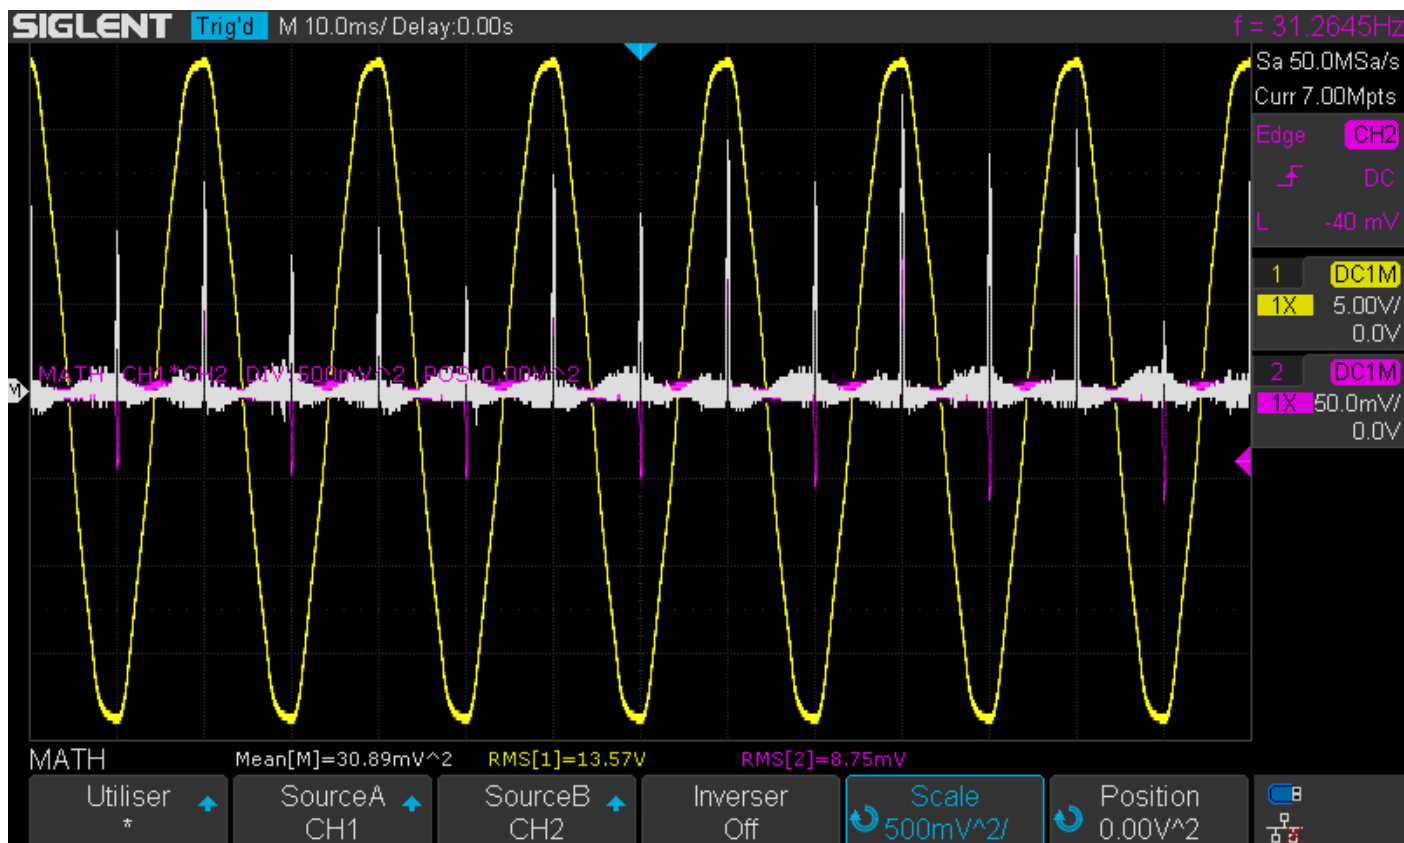 SIGLENT Trig'd M 10.0ms/ Delay:0.00s f = 31.2645Hz
Sa 50.0MSa/s
Curr 7.00Mpts
Edge CH2
DC
L -40 mV
1 DC1M
1X 5.00V/
0.0V
2 DC1M
1X 50.0mV/
0.0V
M
MATH CH1*CH2 DIV:500mV^2 POS:0.00V^2
MATH Mean[M]=30.89mV^2 RMS[1]=13.57V RMS[2]=8.75mV
Utiliser SourceA SourceB Inverser Scale Position
* CH1 CH2 Off 500mV^2/ 0.00V^2